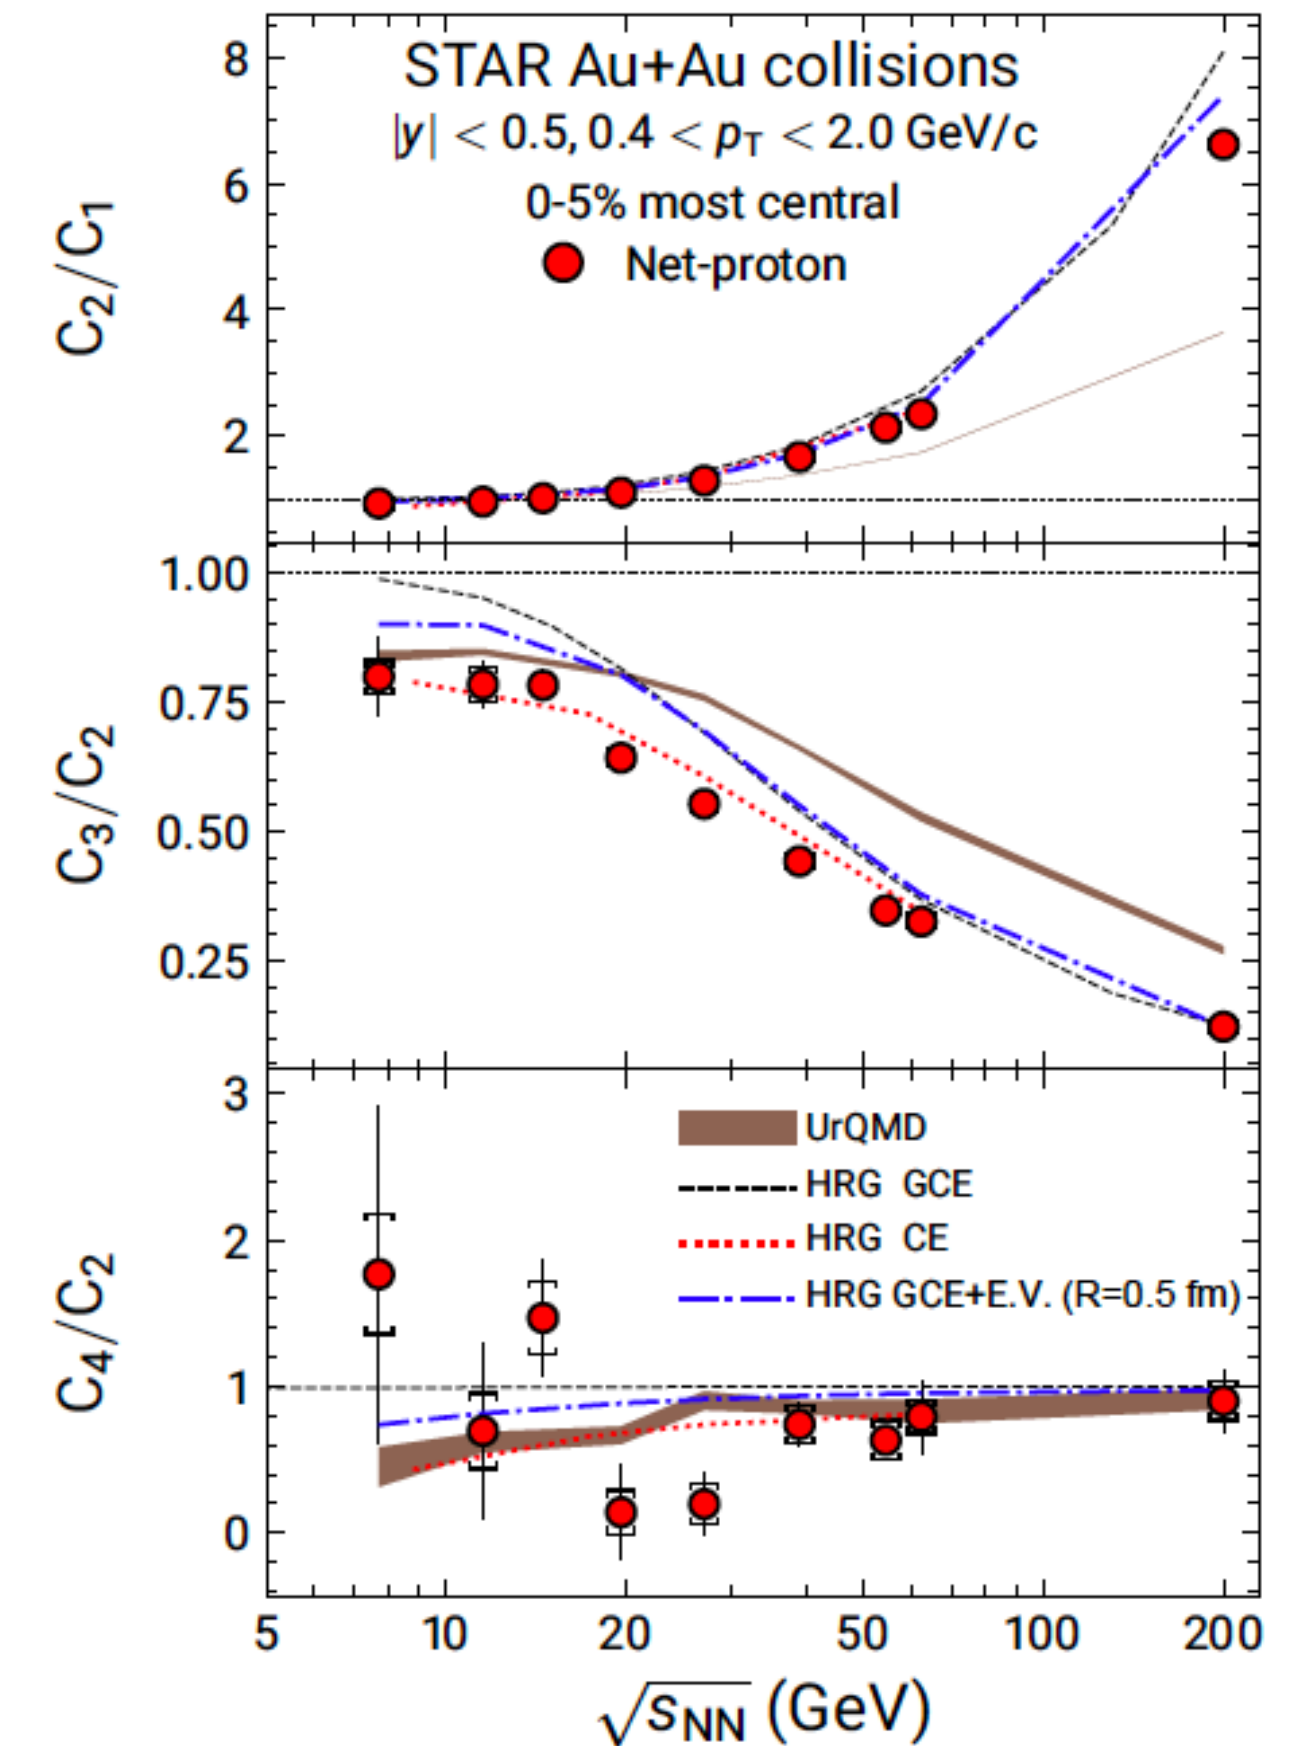 STAR Au+Au collisions
|y| < 0.5, 0.4 < pT < 2.0 GeV/c
0-5% most central
Net-proton
C2/C1
8
6
4
2
C3/C2
1.00
0.75
0.50
0.25
C4/C2
3
2
1
0
UrQMD
HRG GCE
HRG CE
HRG GCE+E.V. (R=0.5 fm)
5 10 20 50 100 200
√sNN (GeV)